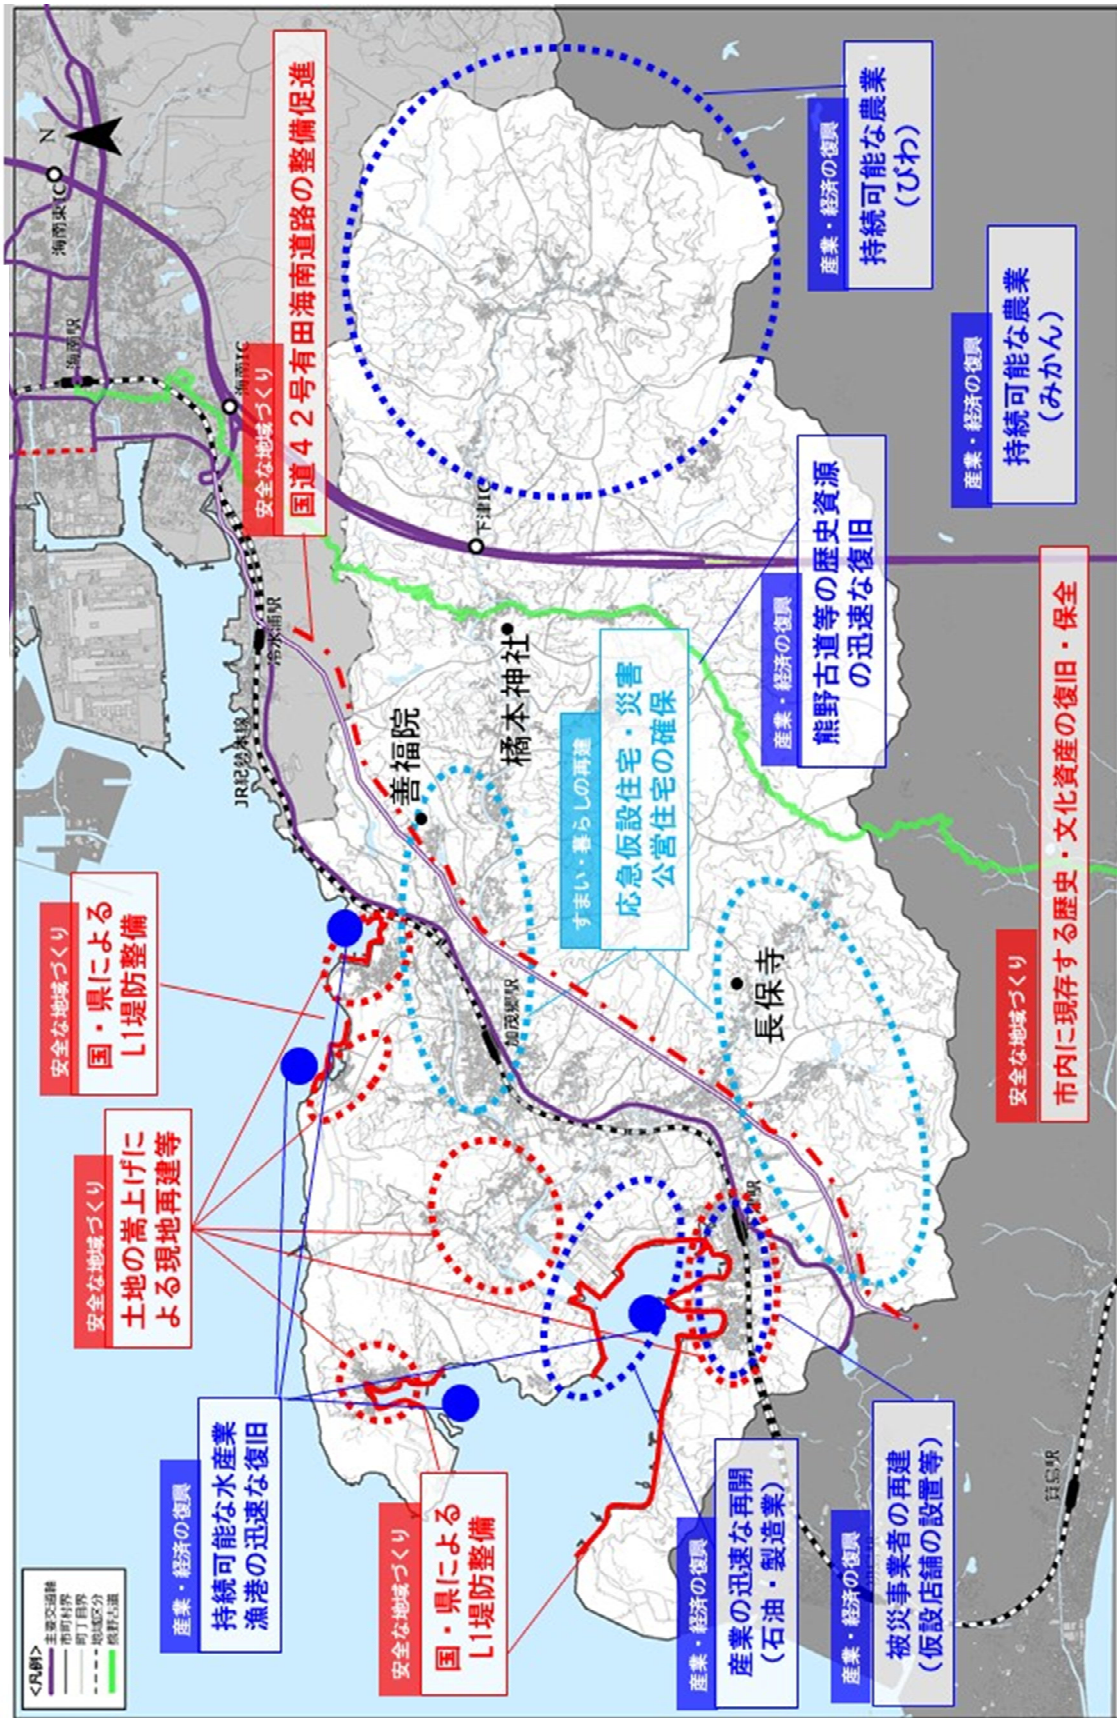 <凡例>
主要交通軸
市町村界
町丁目界
地域区分
熊野古道
産業・経済の復興
持続可能な水産業
漁港の迅速な復旧
安全な地域づくり
土地の嵩上げに
よる現地再建等
安全な地域づくり
国・県による
L1堤防整備
安全な地域づくり
国・県による
L1堤防整備
安全な地域づくり
国道42号有田海南道路の整備促進
N
海南東IC
海南駅
海南IC
冷水浦駅
JR紀勢本線
下津IC
善福院
橘本神社
加茂郷駅
長保寺
すまい・暮らしの再建
応急仮設住宅・災害
公営住宅の確保
産業・経済の復興
熊野古道等の歴史資源
の迅速な復旧
産業・経済の復興
持続可能な農業
(びわ)
産業・経済の復興
持続可能な農業
(みかん)
安全な地域づくり
市内に現存する歴史・文化資産の復旧・保全
産業・経済の復興
産業の迅速な再開
(石油・製造業)
産業・経済の復興
被災事業者の再建
(仮設店舗の設置等)
箕島駅